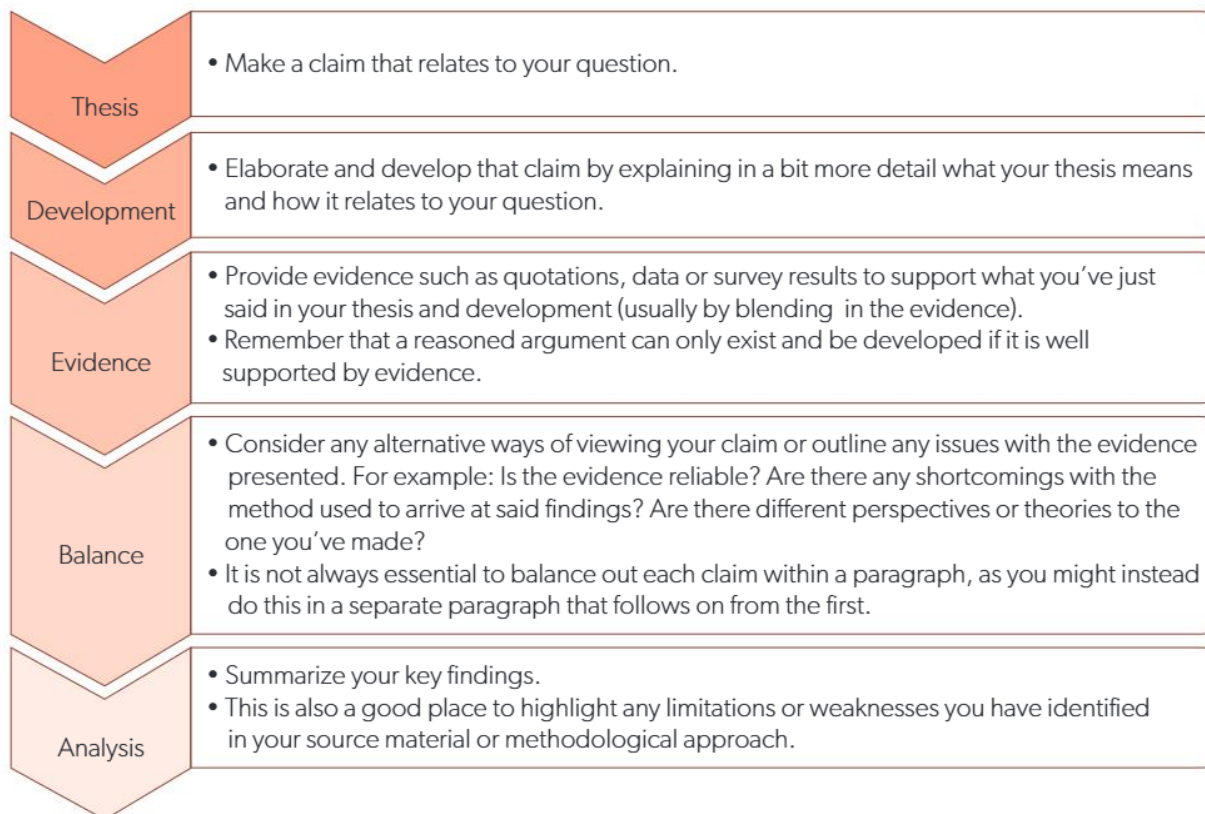 Thesis
• Make a claim that relates to your question.
Development
• Elaborate and develop that claim by explaining in a bit more detail what your thesis means
and how it relates to your question.
Evidence
• Provide evidence such as quotations, data or survey results to support what you’ve just
said in your thesis and development (usually by blending in the evidence).
• Remember that a reasoned argument can only exist and be developed if it is well
supported by evidence.
Balance
• Consider any alternative ways of viewing your claim or outline any issues with the evidence
presented. For example: Is the evidence reliable? Are there any shortcomings with the
method used to arrive at said findings? Are there different perspectives or theories to the
one you’ve made?
• It is not always essential to balance out each claim within a paragraph, as you might instead
do this in a separate paragraph that follows on from the first.
Analysis
• Summarize your key findings.
• This is also a good place to highlight any limitations or weaknesses you have identified
in your source material or methodological approach.